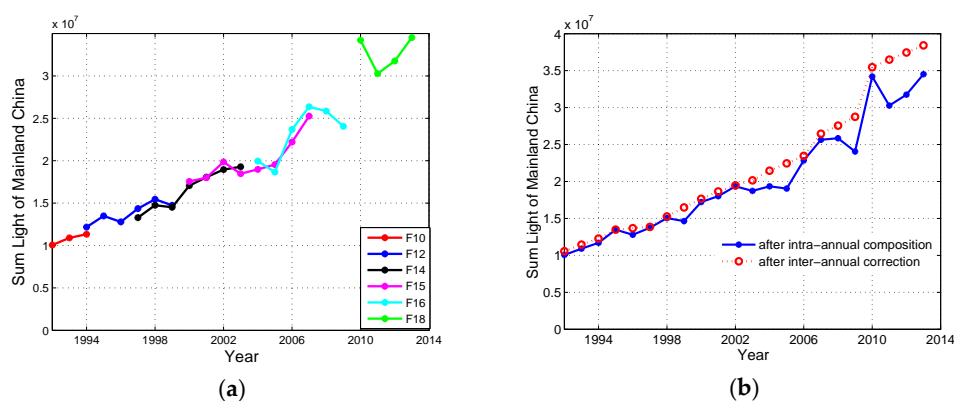 x 10^7
3.5
3
2.5
2
1.5
1
0.5
0
1994 1998 2002 2006 2010 2014
Sum Light of Mainland China
Year
F10
F12
F14
F15
F16
F18
(a)
x 10^7
4
3.5
3
2.5
2
1.5
1
0.5
0
1994 1998 2002 2006 2010 2014
Sum Light of Mainland China
Year
after intra-annual composition
after inter-annual correction
(b)